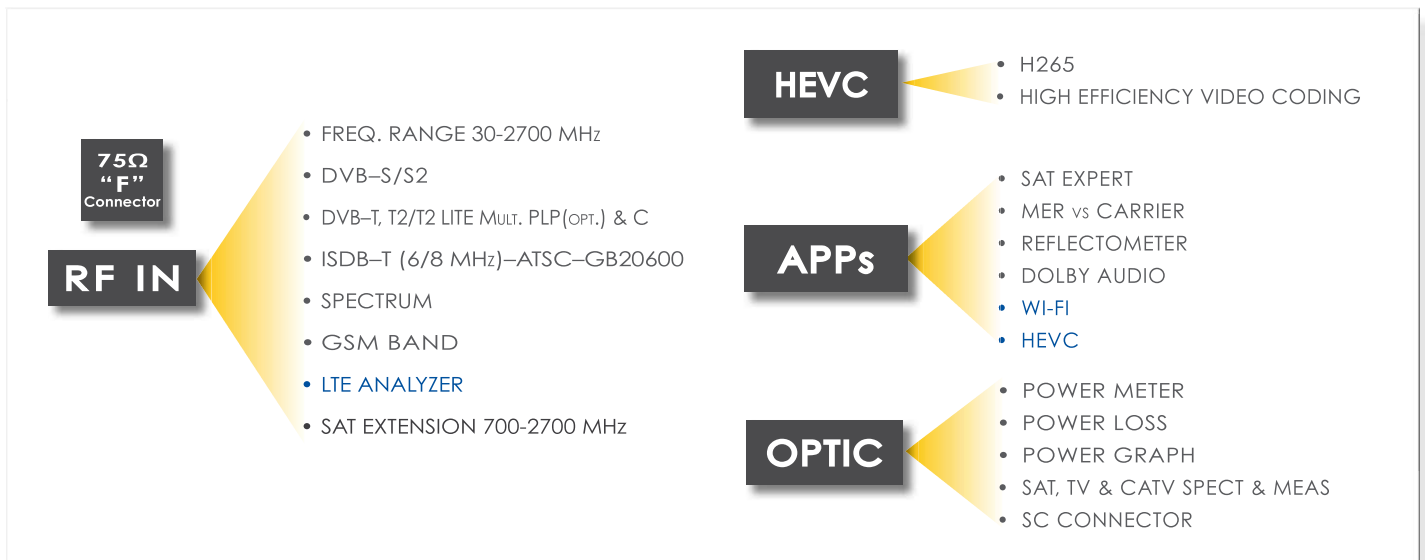 75Ω
“F”
Connector
RF IN
• FREQ. RANGE 30-2700 MHz
• DVB–S/S2
• DVB–T, T2/T2 LITE Mult. PLP(opt.) & C
• ISDB–T (6/8 MHz)–ATSC–GB20600
• SPECTRUM
• GSM BAND
• LTE ANALYZER
• SAT EXTENSION 700-2700 MHz
HEVC
• H265
• HIGH EFFICIENCY VIDEO CODING
APPs
• SAT EXPERT
• MER vs CARRIER
• REFLECTOMETER
• DOLBY AUDIO
• WI-FI
• HEVC
OPTIC
• POWER METER
• POWER LOSS
• POWER GRAPH
• SAT, TV & CATV SPECT & MEAS
• SC CONNECTOR